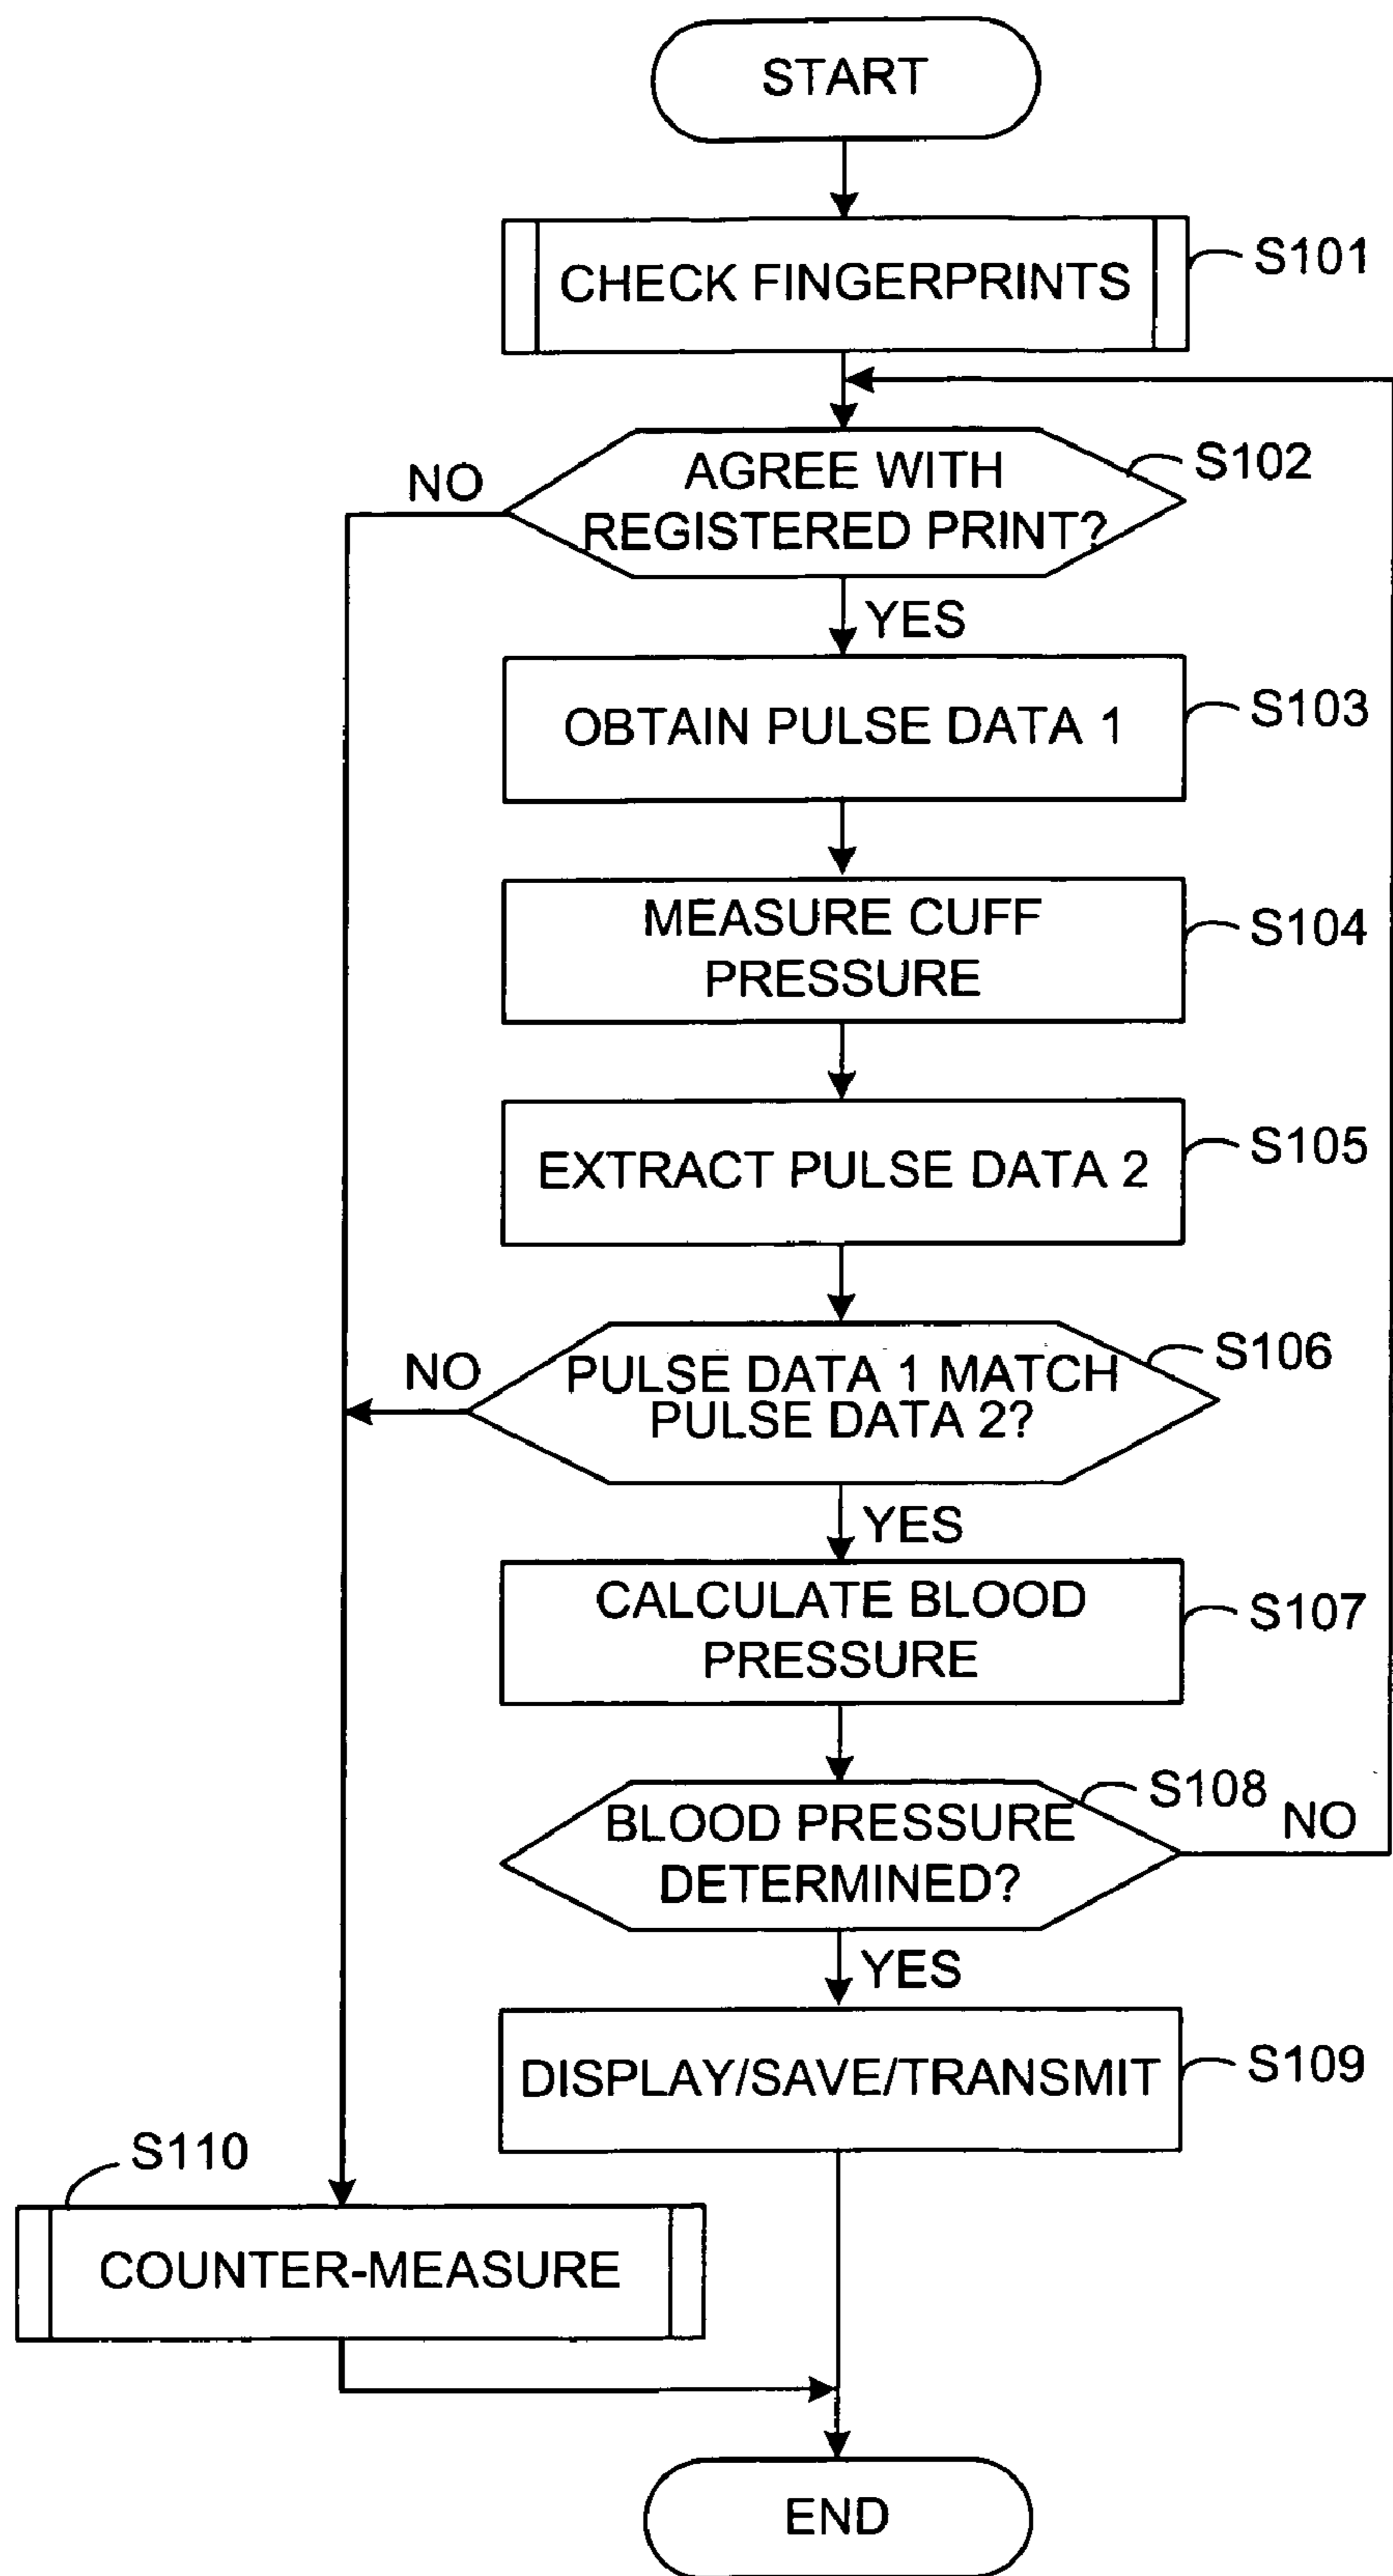 START
CHECK FINGERPRINTS
S101
AGREE WITH
REGISTERED PRINT?
S102
NO
YES
OBTAIN PULSE DATA 1
S103
MEASURE CUFF
PRESSURE
S104
EXTRACT PULSE DATA 2
S105
PULSE DATA 1 MATCH
PULSE DATA 2?
S106
NO
YES
CALCULATE BLOOD
PRESSURE
S107
BLOOD PRESSURE
DETERMINED?
S108
NO
YES
DISPLAY/SAVE/TRANSMIT
S109
S110
COUNTER-MEASURE
END